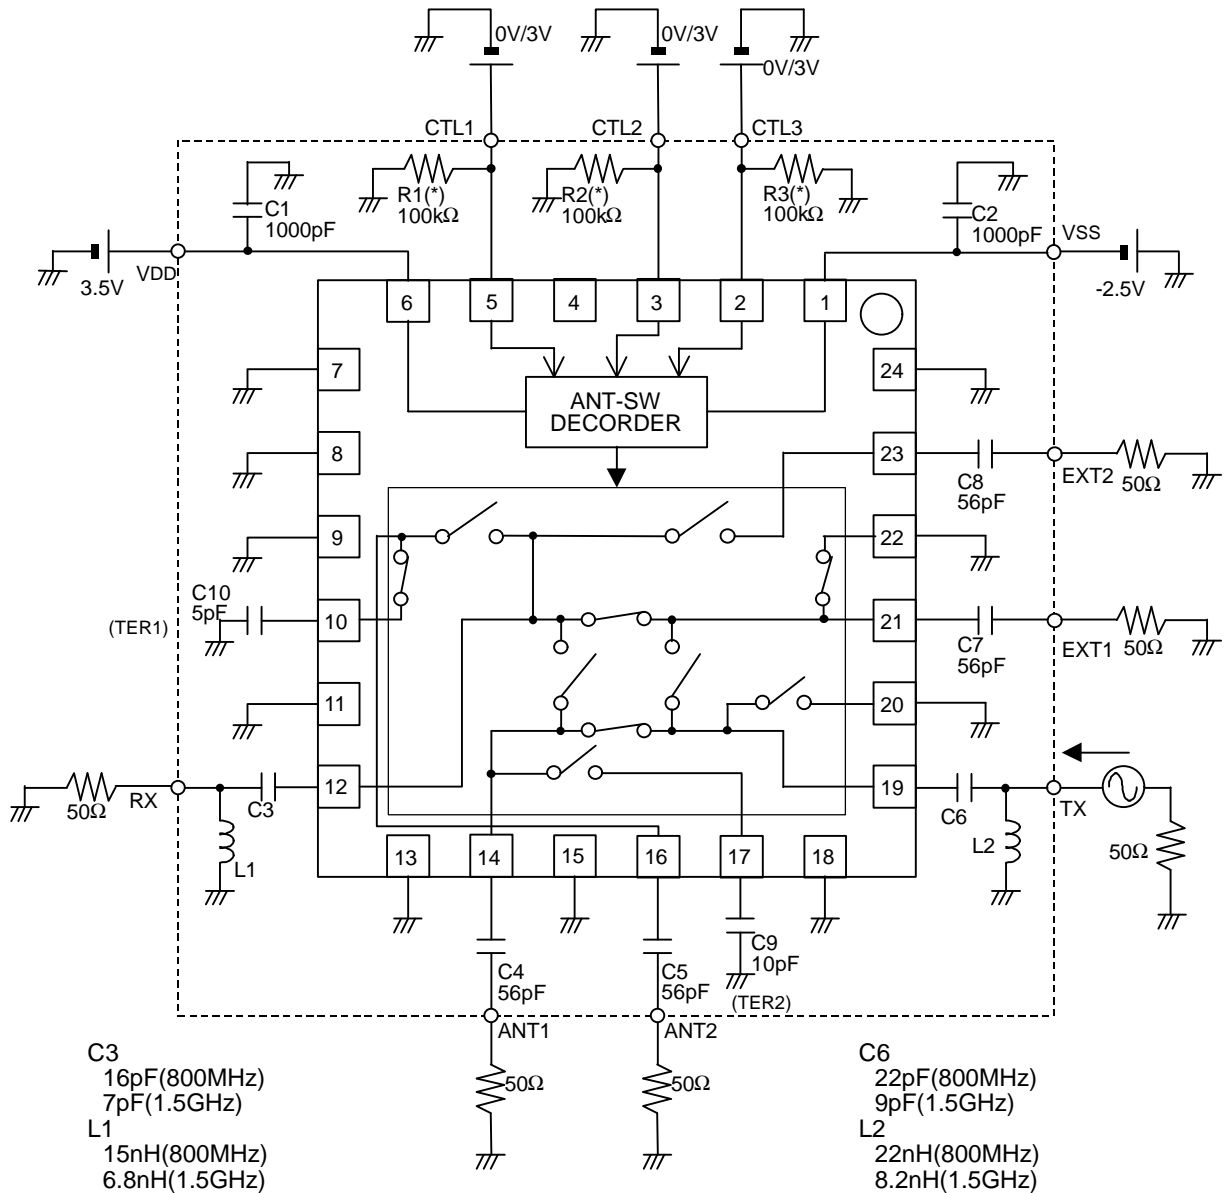 0V/3V
0V/3V
0V/3V
CTL1
CTL2
CTL3
R1(*)
100kΩ
R2(*)
100kΩ
R3(*)
100kΩ
C1
1000pF
C2
1000pF
VDD
3.5V
VSS
-2.5V
6
5
4
3
2
1
7
24
ANT-SW
DECORDER
8
23
C8
56pF
EXT2
50Ω
9
22
C10
5pF
(TER1)
10
21
C7
56pF
EXT1
50Ω
11
20
12
19
50Ω
RX
C3
L1
C6
L2
TX
50Ω
13
14
15
16
17
18
C4
56pF
C5
56pF
C9
10pF
(TER2)
ANT1
ANT2
50Ω
50Ω
C3
16pF(800MHz)
7pF(1.5GHz)
L1
15nH(800MHz)
6.8nH(1.5GHz)
C6
22pF(800MHz)
9pF(1.5GHz)
L2
22nH(800MHz)
8.2nH(1.5GHz)